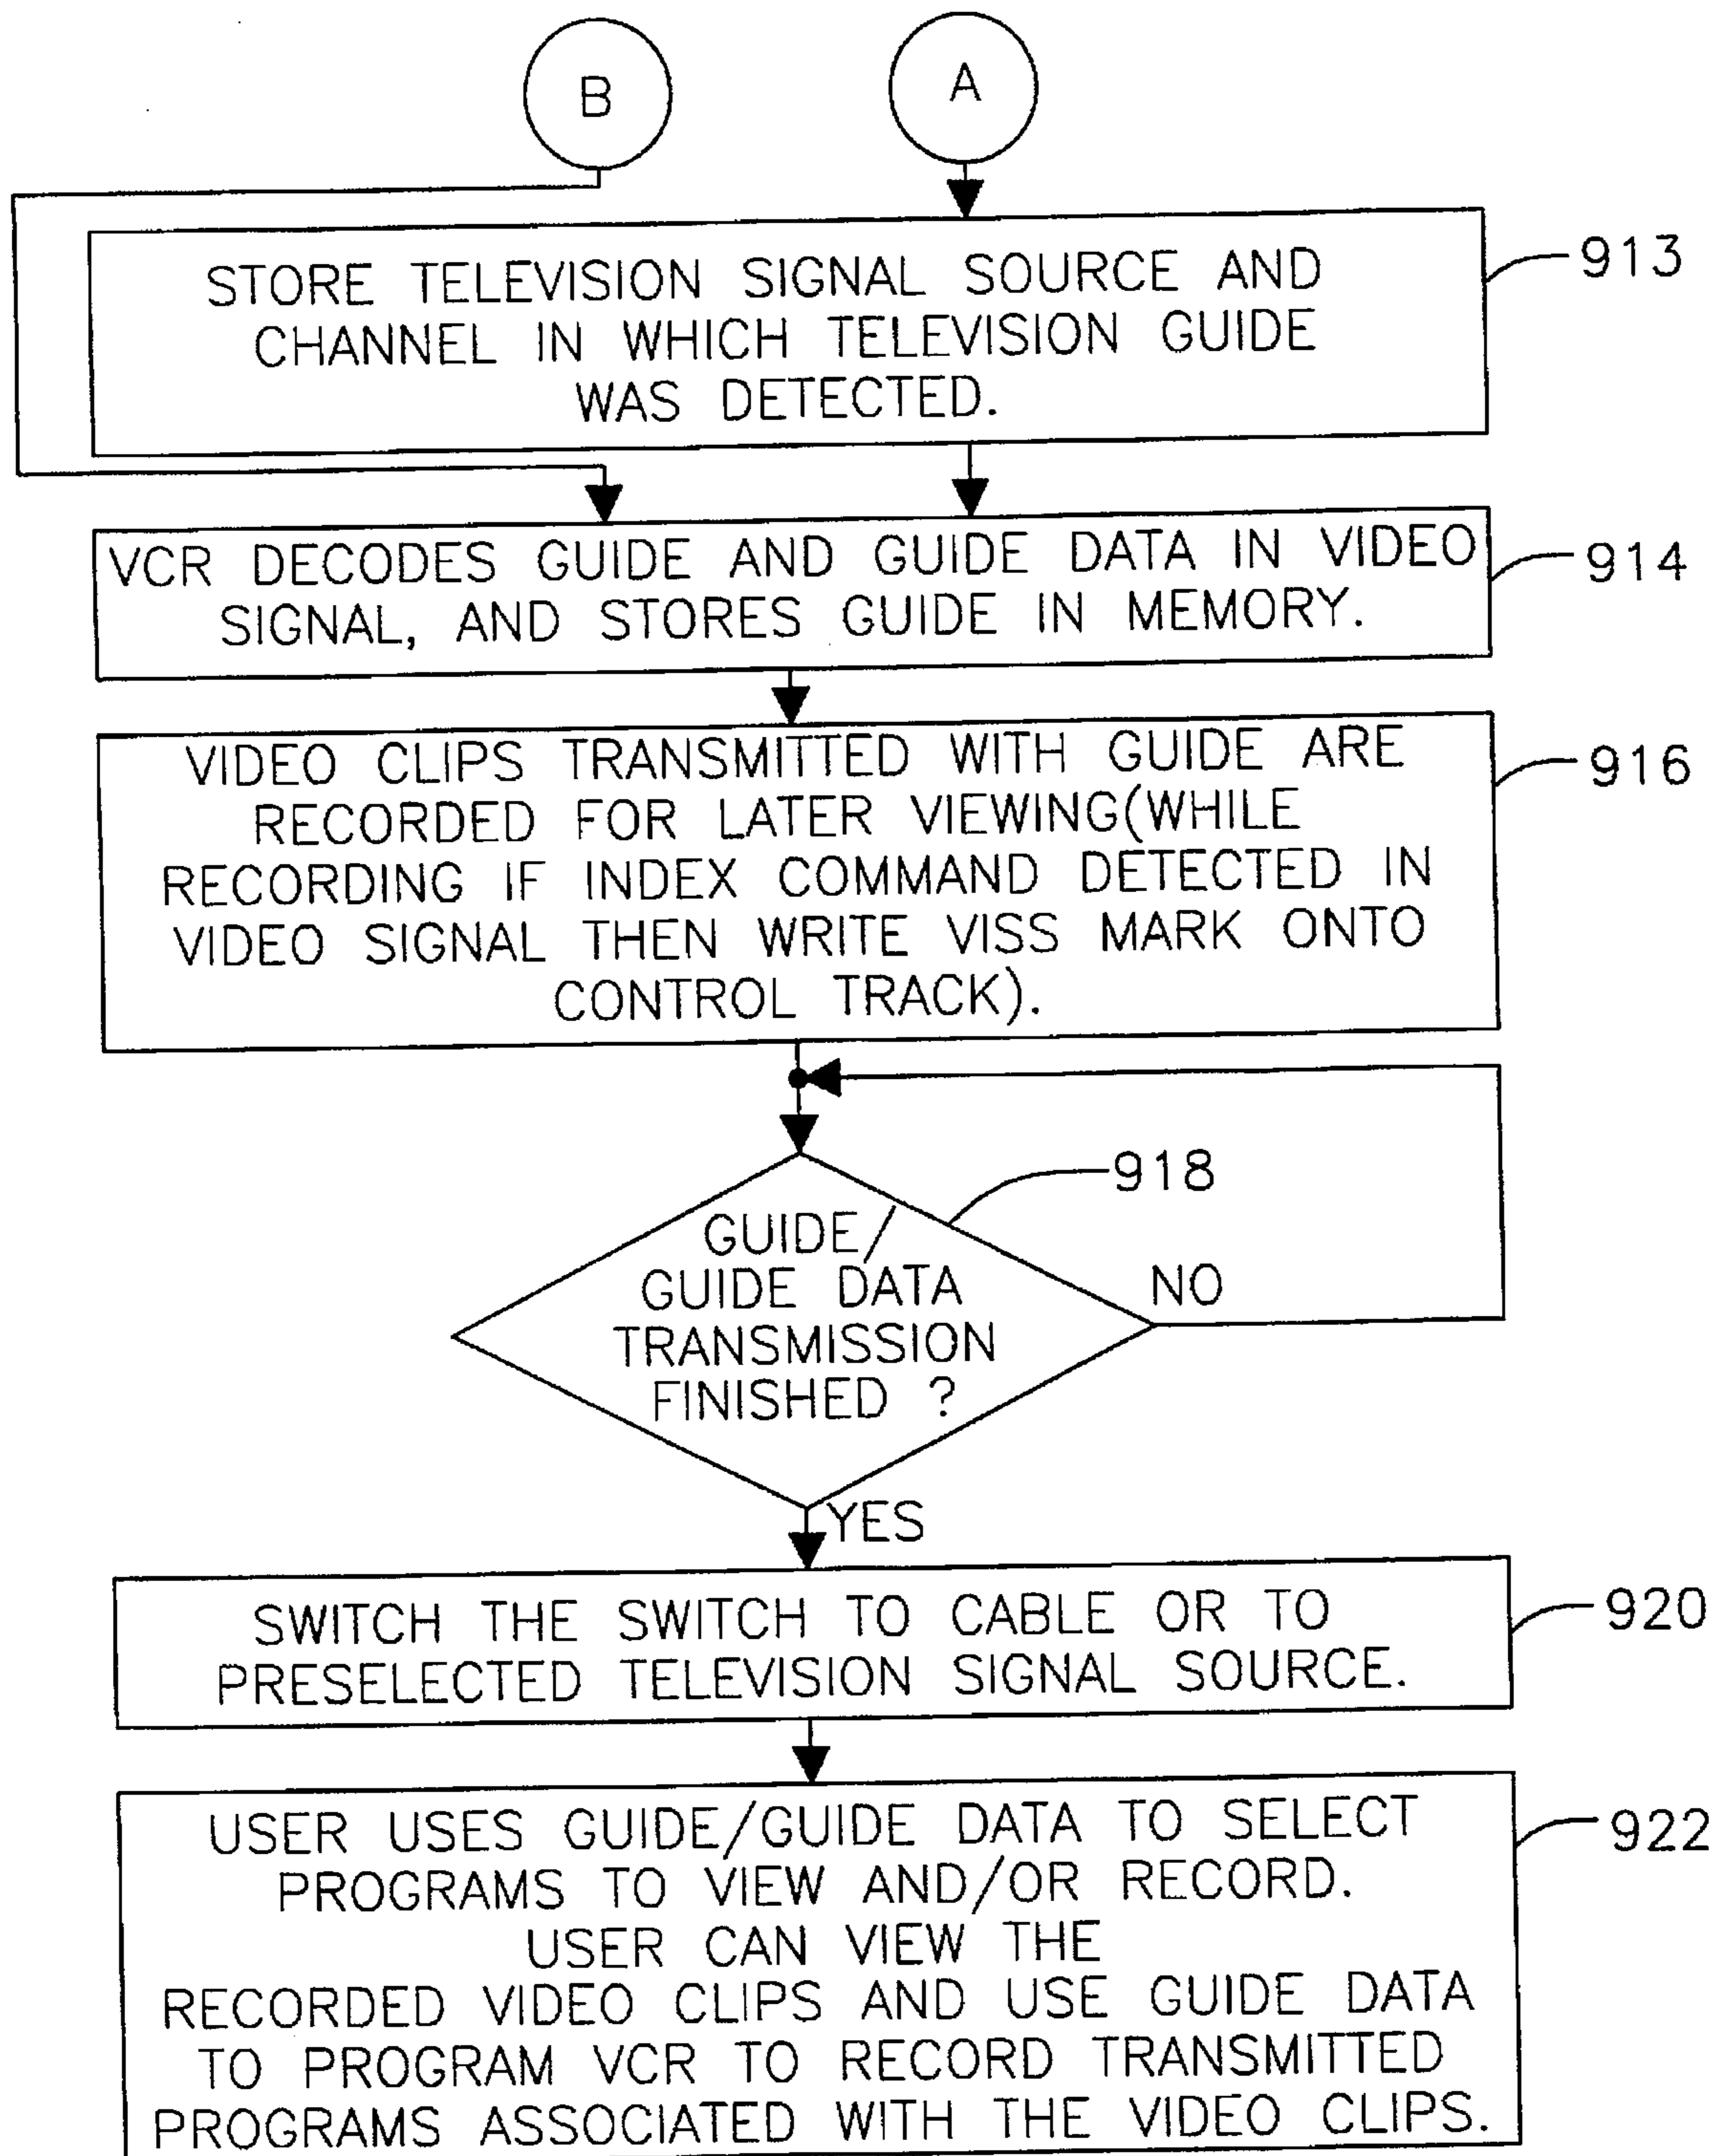 B
A
STORE TELEVISION SIGNAL SOURCE AND
CHANNEL IN WHICH TELEVISION GUIDE
WAS DETECTED.
913
VCR DECODES GUIDE AND GUIDE DATA IN VIDEO
SIGNAL, AND STORES GUIDE IN MEMORY.
914
VIDEO CLIPS TRANSMITTED WITH GUIDE ARE
RECORDED FOR LATER VIEWING(WHILE
RECORDING IF INDEX COMMAND DETECTED IN
VIDEO SIGNAL THEN WRITE VISS MARK ONTO
CONTROL TRACK).
916
918
GUIDE/
GUIDE DATA
TRANSMISSION
FINISHED ?
NO
YES
SWITCH THE SWITCH TO CABLE OR TO
PRESELECTED TELEVISION SIGNAL SOURCE.
920
USER USES GUIDE/GUIDE DATA TO SELECT
PROGRAMS TO VIEW AND/OR RECORD.
USER CAN VIEW THE
RECORDED VIDEO CLIPS AND USE GUIDE DATA
TO PROGRAM VCR TO RECORD TRANSMITTED
PROGRAMS ASSOCIATED WITH THE VIDEO CLIPS.
922